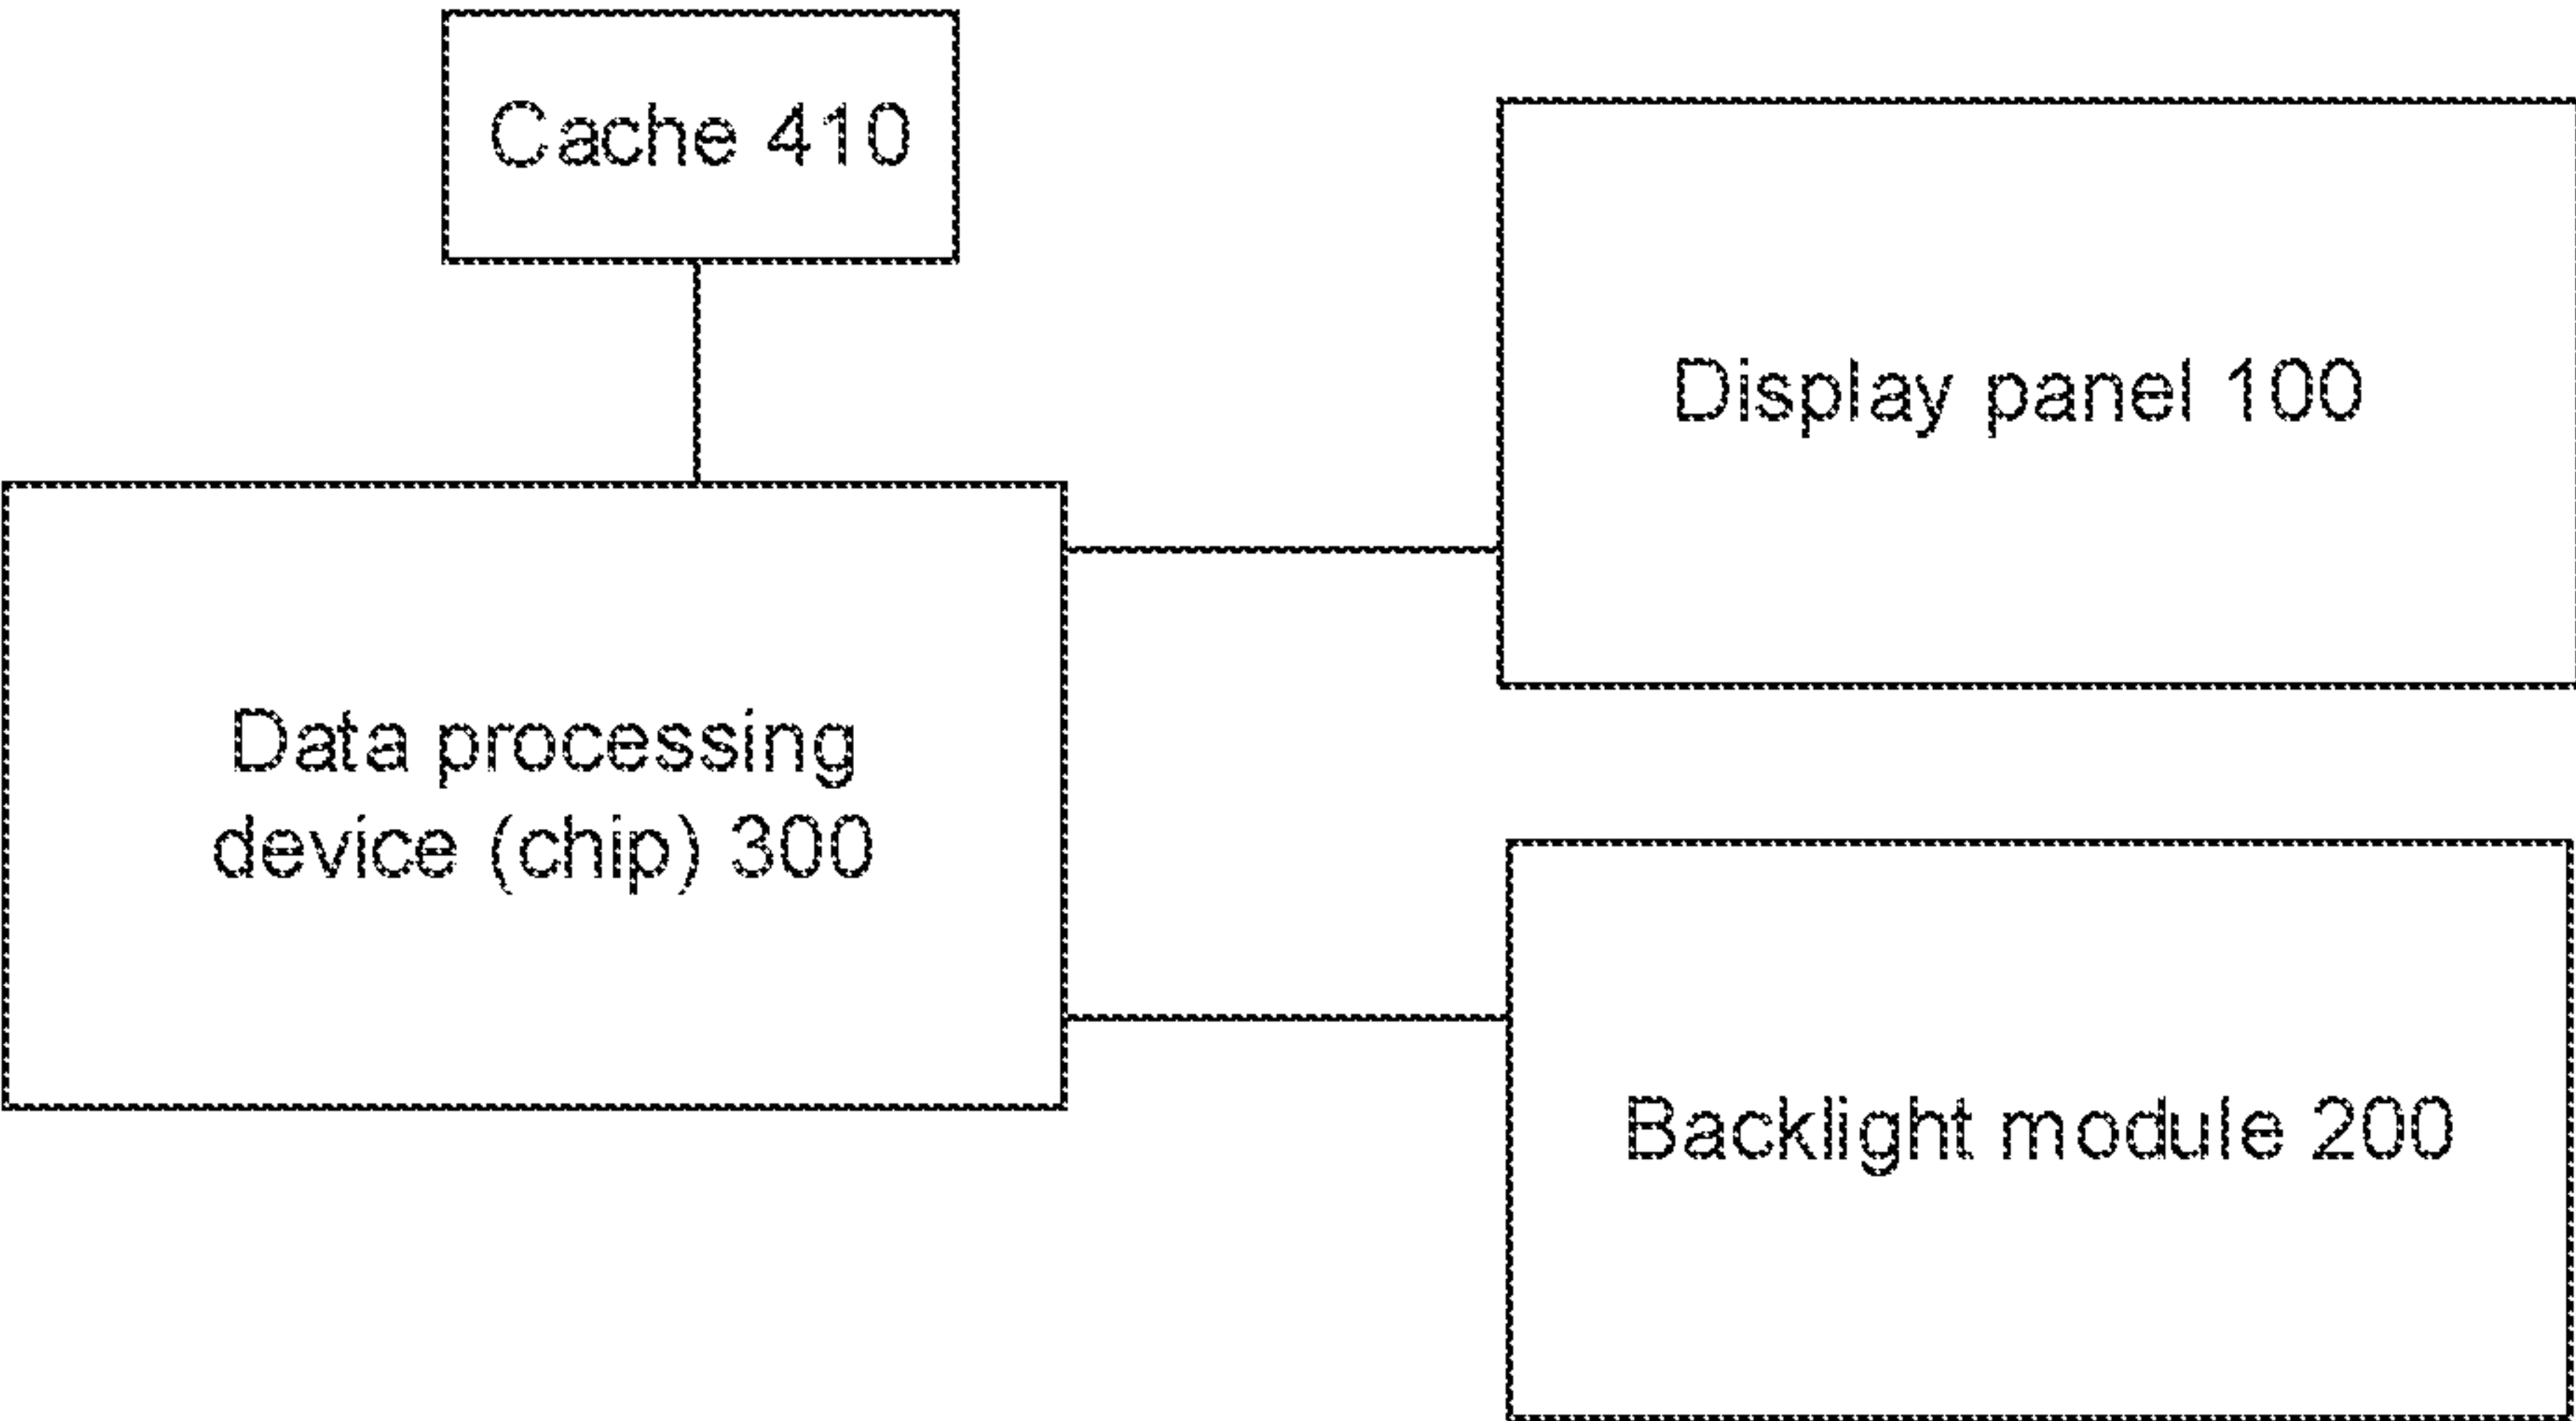 Cache 410
Display panel 100
Data processing
device (chip) 300
Backlight module 200